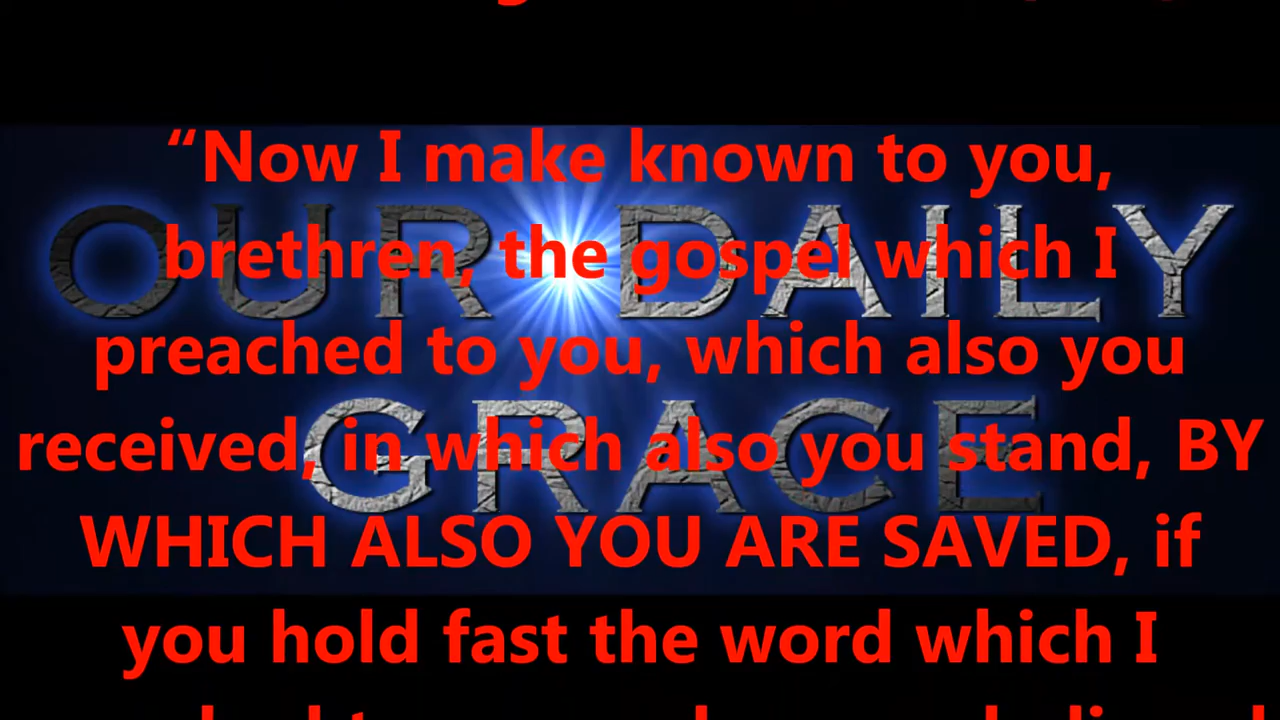 “Now I make known to you,
OUR DAILY
brethren, the gospel which I
preached to you, which also you
GRACE
received, in which also you stand, BY
WHICH ALSO YOU ARE SAVED, if
you hold fast the word which I